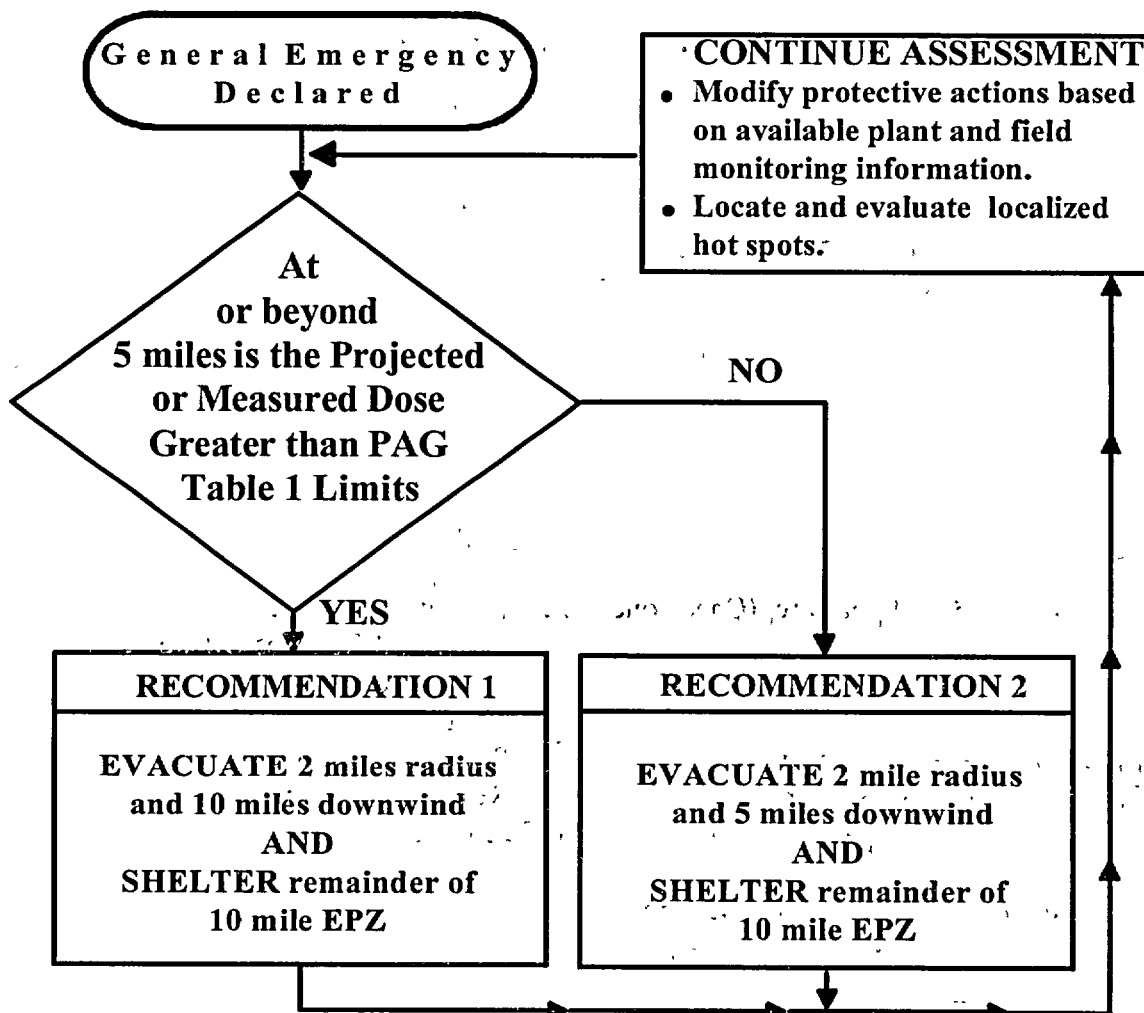 General Emergency
Declared
CONTINUE ASSESSMENT
• Modify protective actions based
on available plant and field
monitoring information.
• Locate and evaluate localized
hot spots.
At
or beyond
5 miles is the Projected
or Measured Dose
Greater than PAG
Table 1 Limits
NO
YES
RECOMMENDATION 1
EVACUATE 2 miles radius
and 10 miles downwind
AND
SHELTER remainder of
10 mile EPZ
RECOMMENDATION 2
EVACUATE 2 mile radius
and 5 miles downwind
AND
SHELTER remainder of
10 mile EPZ